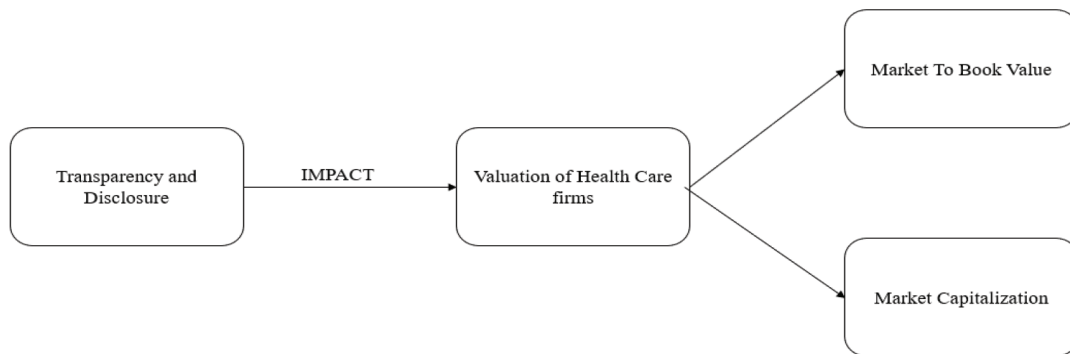 Market To Book Value
Transparency and
Disclosure
IMPACT
Valuation of Health Care
firms
Market Capitalization